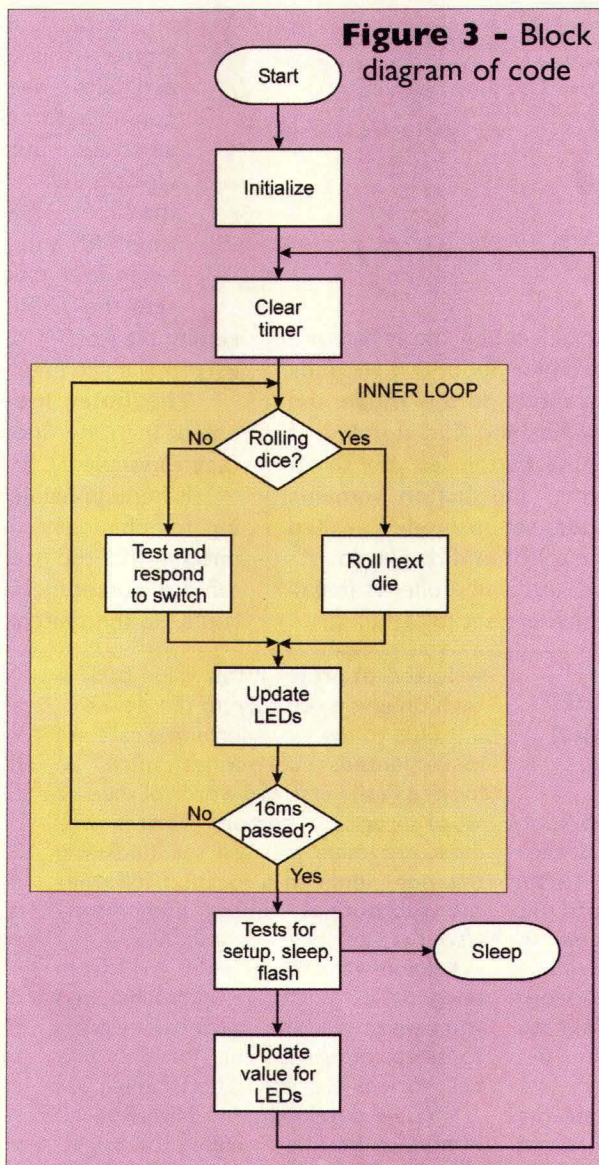 Figure 3 - Block
diagram of code
Start
Initialize
Clear
timer
INNER LOOP
No
Rolling
dice?
Yes
Test and
respond
to switch
Roll next
die
Update
LEDs
No
16ms
passed?
Yes
Tests for
setup, sleep,
flash
Sleep
Update
value for
LEDs